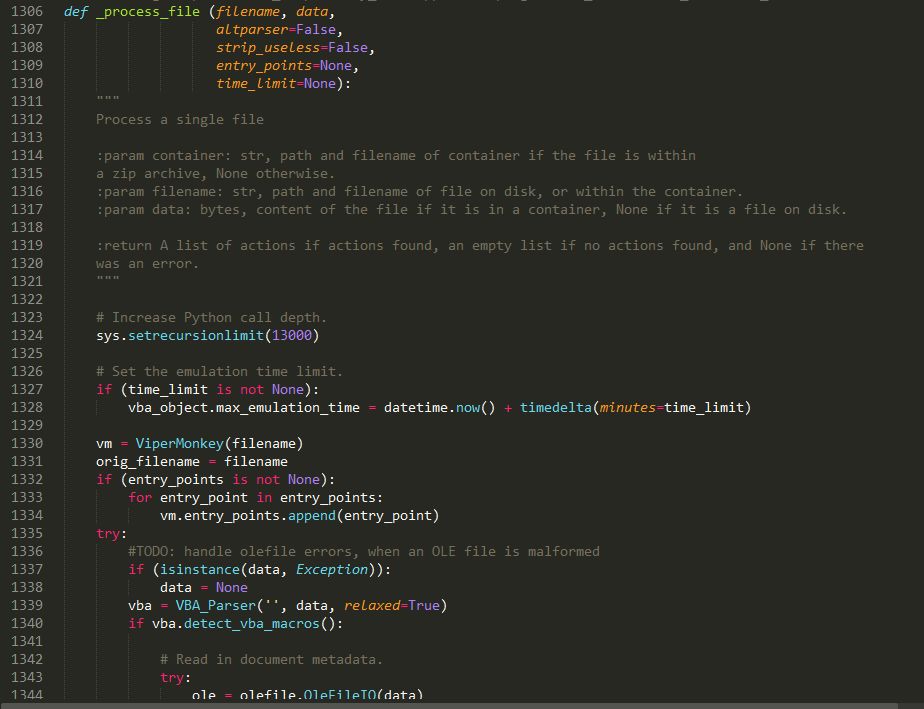 1306 def _process_file (filename, data,
1307 altparser=False,
1308 strip_useless=False,
1309 entry_points=None,
1310 time_limit=None):
1311 """
1312 Process a single file
1313
1314 :param container: str, path and filename of container if the file is within
1315 a zip archive, None otherwise.
1316 :param filename: str, path and filename of file on disk, or within the container.
1317 :param data: bytes, content of the file if it is in a container, None if it is a file on disk.
1318
1319 :return A list of actions if actions found, an empty list if no actions found, and None if there
1320 was an error.
1321 """
1322
1323 # Increase Python call depth.
1324 sys.setrecursionlimit(13000)
1325
1326 # Set the emulation time limit.
1327 if (time_limit is not None):
1328 vba_object.max_emulation_time = datetime.now() + timedelta(minutes=time_limit)
1329
1330 vm = ViperMonkey(filename)
1331 orig_filename = filename
1332 if (entry_points is not None):
1333 for entry_point in entry_points:
1334 vm.entry_points.append(entry_point)
1335 try:
1336 #TODO: handle olefile errors, when an OLE file is malformed
1337 if (isinstance(data, Exception)):
1338 data = None
1339 vba = VBA_Parser('', data, relaxed=True)
1340 if vba.detect_vba_macros():
1341
1342 # Read in document metadata.
1343 try:
1344 ole = olefile.OleFileIO(data)